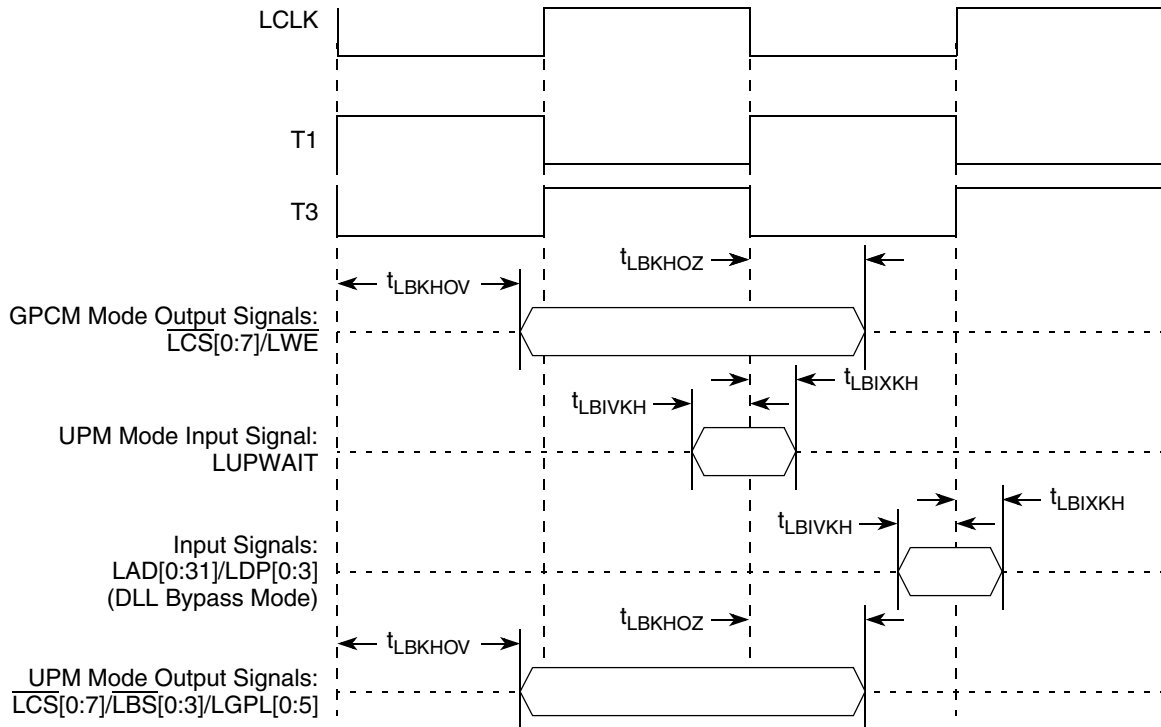 LCLK
T1
T3
tLBKHOZ
tLBKHOV
GPCM Mode Output Signals:
LCS[0:7]/LWE
tLBIXKH
tLBIVKH
UPM Mode Input Signal:
LUPWAIT
tLBIXKH
tLBIVKH
Input Signals:
LAD[0:31]/LDP[0:3]
(DLL Bypass Mode)
tLBKHOZ
tLBKHOV
UPM Mode Output Signals:
LCS[0:7]/LBS[0:3]/LGPL[0:5]